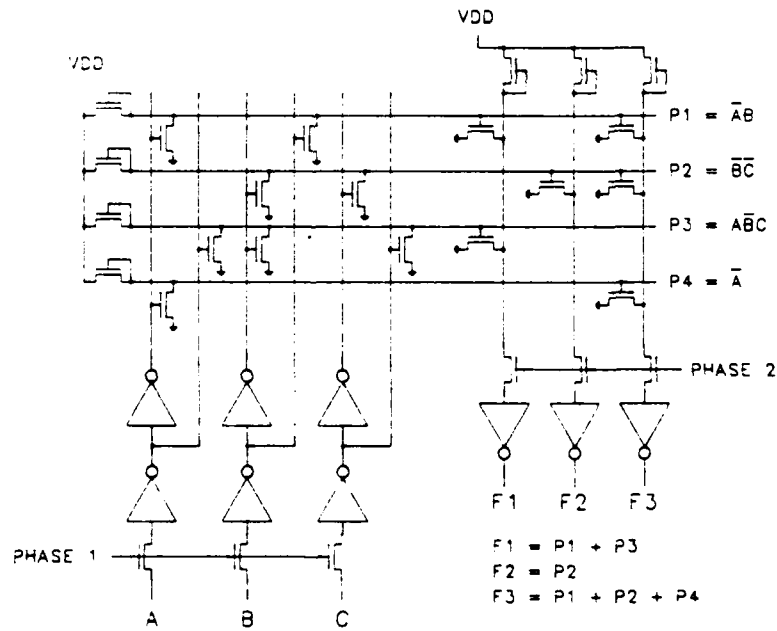 VDD
VDD
P1 = A̅B
P2 = B̅C̅
P3 = AB̅C
P4 = A̅
PHASE 2
F1 F2 F3
PHASE 1
F1 = P1 + P3
F2 = P2
F3 = P1 + P2 + P4
A B C